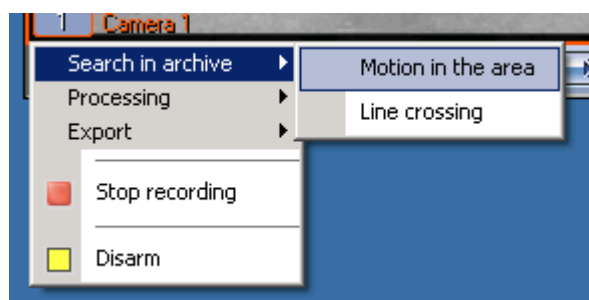 1 Camera 1
Search in archive
Motion in the area
Processing
Line crossing
Export
Stop recording
Disarm